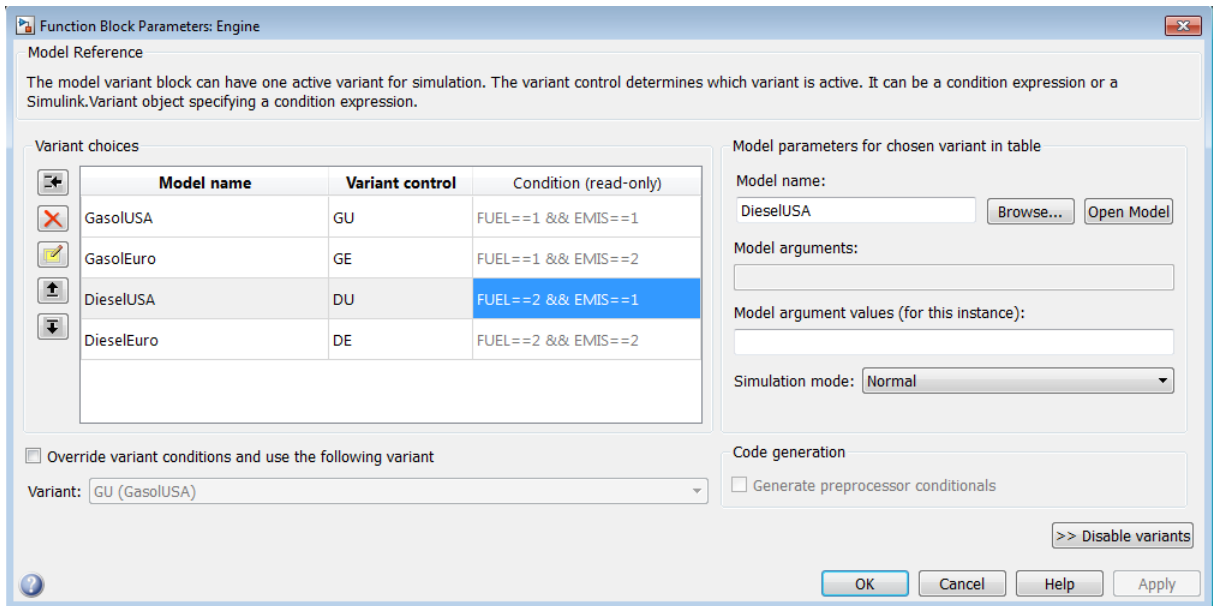 Function Block Parameters: Engine
Model Reference
The model variant block can have one active variant for simulation. The variant control determines which variant is active. It can be a condition expression or a
Simulink.Variant object specifying a condition expression.
Variant choices
Model name Variant control Condition (read-only)
GasolUSA GU FUEL==1 && EMIS==1
GasolEuro GE FUEL==1 && EMIS==2
DieselUSA DU FUEL==2 && EMIS==1
DieselEuro DE FUEL==2 && EMIS==2
Override variant conditions and use the following variant
Variant: GU (GasolUSA)
Model parameters for chosen variant in table
Model name:
DieselUSA Browse... Open Model
Model arguments:
Model argument values (for this instance):
Simulation mode: Normal
Code generation
Generate preprocessor conditionals
>> Disable variants
OK Cancel Help Apply